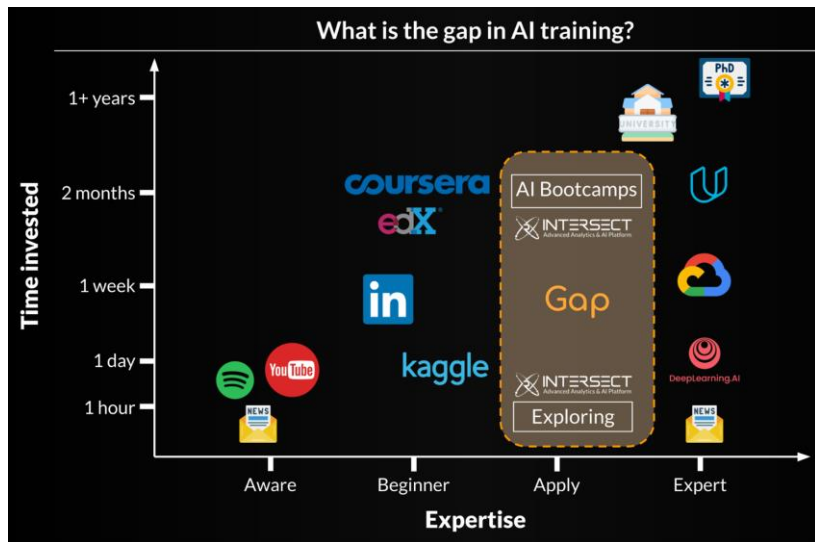 What is the gap in AI training?
Time invested
1+ years
2 months
1 week
1 day
1 hour
PhD
UNIVERSITY
coursera
edX
AI Bootcamps
INTERSECT
Advanced Analytics & AI Platform
in
Gap
YouTube
kaggle
INTERSECT
Advanced Analytics & AI Platform
DeepLearning.AI
NEWS
Exploring
NEWS
Aware
Beginner
Apply
Expert
Expertise